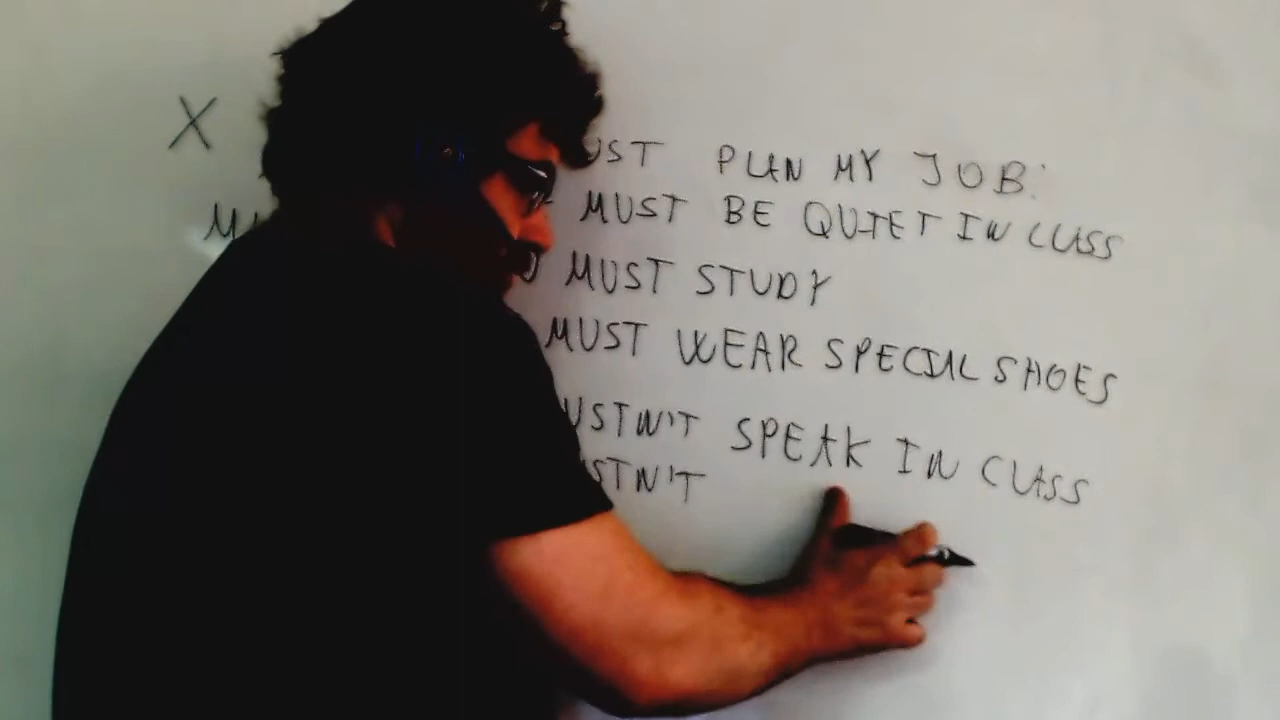 X
UST PLAN MY JOB.
MUST BE QUIET IN CLASS
MUST STUDY
MUST WEAR SPECIAL SHOES
USTN'T SPEAK IN CLASS
STN'T